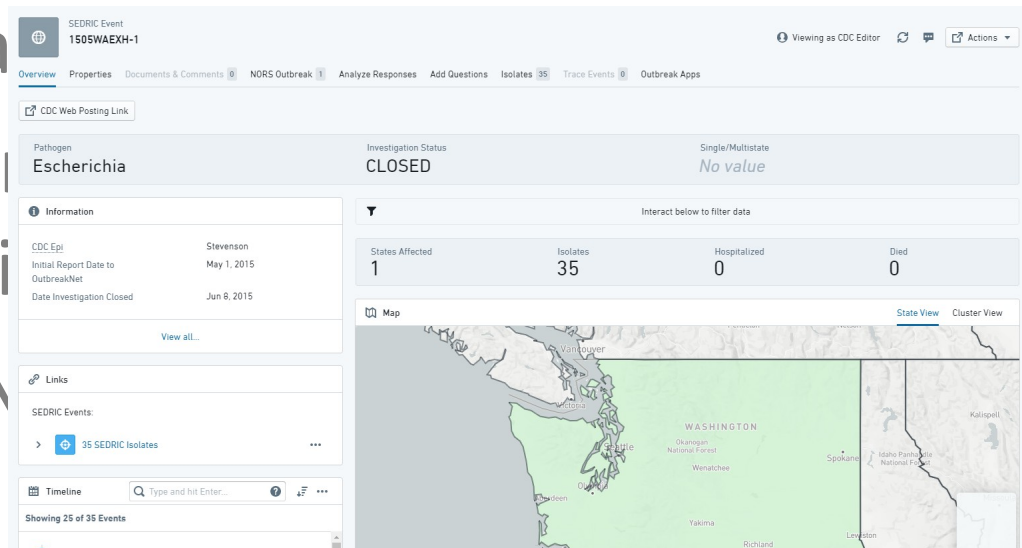 SEDRIC Event
1505WAEXH-1
Viewing as CDC Editor
Actions
Overview Properties Documents & Comments 0 NORS Outbreak 1 Analyze Responses Add Questions Isolates 35 Trace Events 0 Outbreak Apps
CDC Web Posting Link
Pathogen Investigation Status Single/Multistate
Escherichia CLOSED No value
Information
CDC Epi Stevenson
Initial Report Date to OutbreakNet May 1, 2015
Date Investigation Closed Jun 8, 2015
View all...
Links
SEDRIC Events:
35 SEDRIC Isolates
Timeline Type and hit Enter...
Showing 25 of 35 Events
Interact below to filter data
States Affected Isolates Hospitalized Died
1 35 0 0
Map State View Cluster View
Vancouver
Victoria
Kalispell
WASHINGTON
Seattle
Okanogan
National Forest
Spokane
Idaho Panhandle
National Forest
Wenatchee
Olympia
Aberdeen
Yakima
Lewiston
Richland